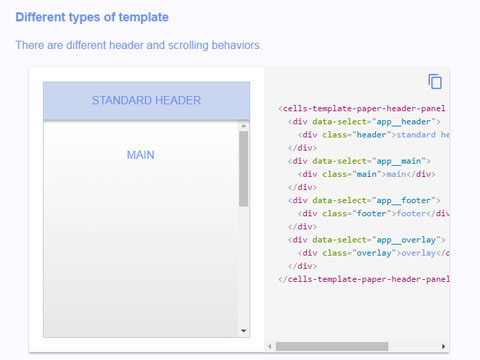 Different types of template
There are different header and scrolling behaviors.
STANDARD HEADER
MAIN
<cells-template-paper-header-panel
<div data-select="app__header">
<div class="header">standard he
</div>
<div data-select="app__main">
<div class="main">main</div>
</div>
<div data-select="app__footer">
<div class="footer">footer</div
</div>
<div data-select="app__overlay">
<div class="overlay">overlay</d
</div>
</cells-template-paper-header-panel